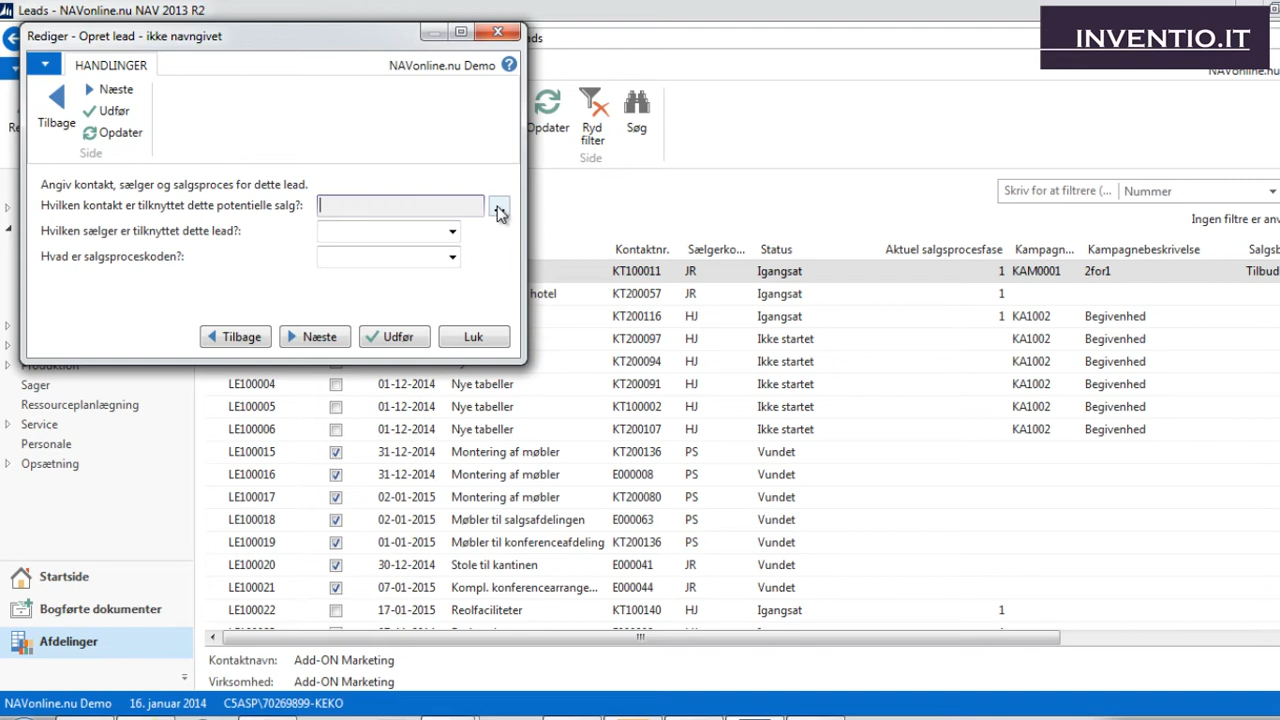 Leads - NAVonline.nu NAV 2013 R2
INVENTIO.IT
Rediger - Opret lead - ikke navngivet
HANDLINGER
NAVonline.nu Demo
Tilbage
Næste
Udfør
Opdater
Side
Opdater
Ryd filter
Søg
Side
Angiv kontakt, sælger og salgsproces for dette lead.
Hvilken kontakt er tilknyttet dette potentielle salg?:
Hvilken sælger er tilknyttet dette lead?:
Hvad er salgsproceskoden?:
Tilbage Næste Udfør Luk
Skriv for at filtrere (... Nummer
Ingen filtre er anv
Kontaktnr. Sælgerko... Status Aktuel salgsprocesfase Kampagn... Kampagnebeskrivelse Salgsb
KT100011 JR Igangsat 1 KAM0001 2for1 Tilbud
hotel KT200057 JR Igangsat 1
KT200116 HJ Igangsat 1 KA1002 Begivenhed
KT200097 HJ Ikke startet KA1002 Begivenhed
KT200094 HJ Ikke startet KA1002 Begivenhed
LE100004 01-12-2014 Nye tabeller KT200091 HJ Ikke startet KA1002 Begivenhed
LE100005 01-12-2014 Nye tabeller KT100002 HJ Ikke startet KA1002 Begivenhed
LE100006 01-12-2014 Nye tabeller KT200107 HJ Ikke startet KA1002 Begivenhed
LE100015 31-12-2014 Montering af møbler KT200136 PS Vundet
LE100016 31-12-2014 Montering af møbler E000008 PS Vundet
LE100017 02-01-2015 Montering af møbler KT200080 PS Vundet
LE100018 02-01-2015 Møbler til salgsafdelingen E000063 PS Vundet
LE100019 01-01-2015 Møbler til konferenceafdeling KT200136 PS Vundet
LE100020 30-12-2014 Stole til kantinen E000041 JR Vundet
LE100021 07-01-2015 Kompl. konferencearrange... E000044 JR Vundet
LE100022 17-01-2015 Reolfaciliteter KT100140 HJ Igangsat 1
Produktion
Sager
Ressourceplanlægning
Service
Personale
Opsætning
Startside
Bogførte dokumenter
Afdelinger
Kontaktnavn: Add-ON Marketing
Virksomhed: Add-ON Marketing
NAVonline.nu Demo 16. januar 2014 C5ASP\70269899-KEKO